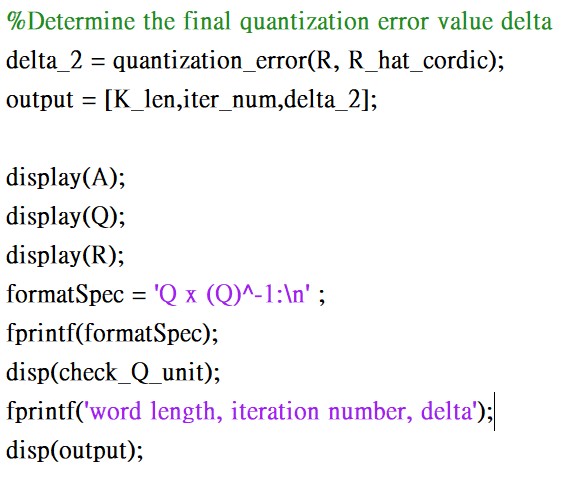 %Determine the final quantization error value delta
delta_2 = quantization_error(R, R_hat_cordic);
output = [K_len,iter_num,delta_2];
display(A);
display(Q);
display(R);
formatSpec = 'Q x (Q)^-1:\n' ;
fprintf(formatSpec);
disp(check_Q_unit);
fprintf('word length, iteration number, delta');
disp(output);